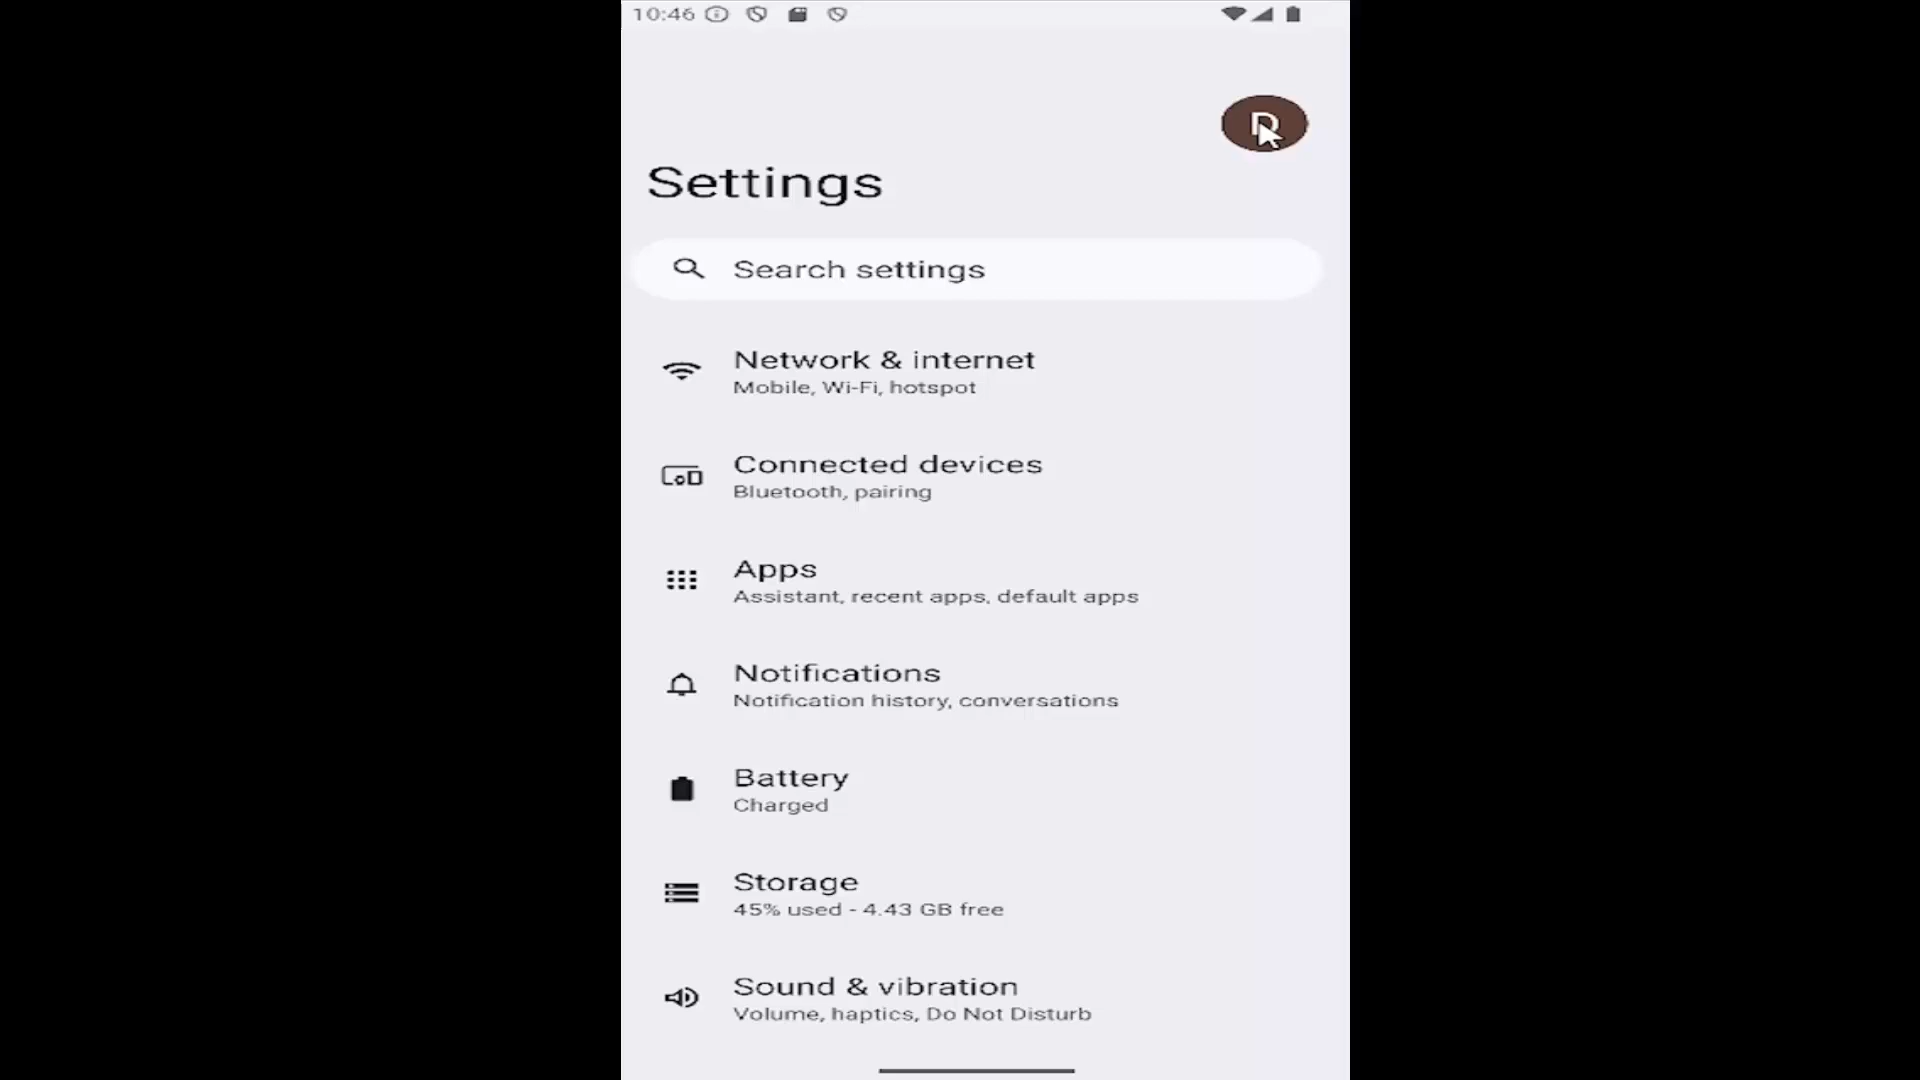 10:46
D
Settings
Search settings
Network & internet
Mobile, Wi-Fi, hotspot
Connected devices
Bluetooth, pairing
Apps
Assistant, recent apps, default apps
Notifications
Notification history, conversations
Battery
Charged
Storage
45% used - 4.43 GB free
Sound & vibration
Volume, haptics, Do Not Disturb